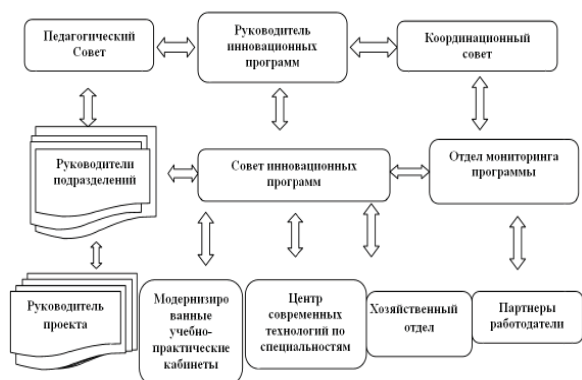 Педагогический
Совет
Руководитель
инновационных
программ
Координационный
совет
Руководители
подразделений
Совет инновационных
программ
Отдел мониторинга
программы
Руководитель
проекта
Модернизиро
ванные
учебно-
практические
кабинеты
Центр
современных
технологий по
специальностям
Хозяйственный
отдел
Партнеры
работодатели